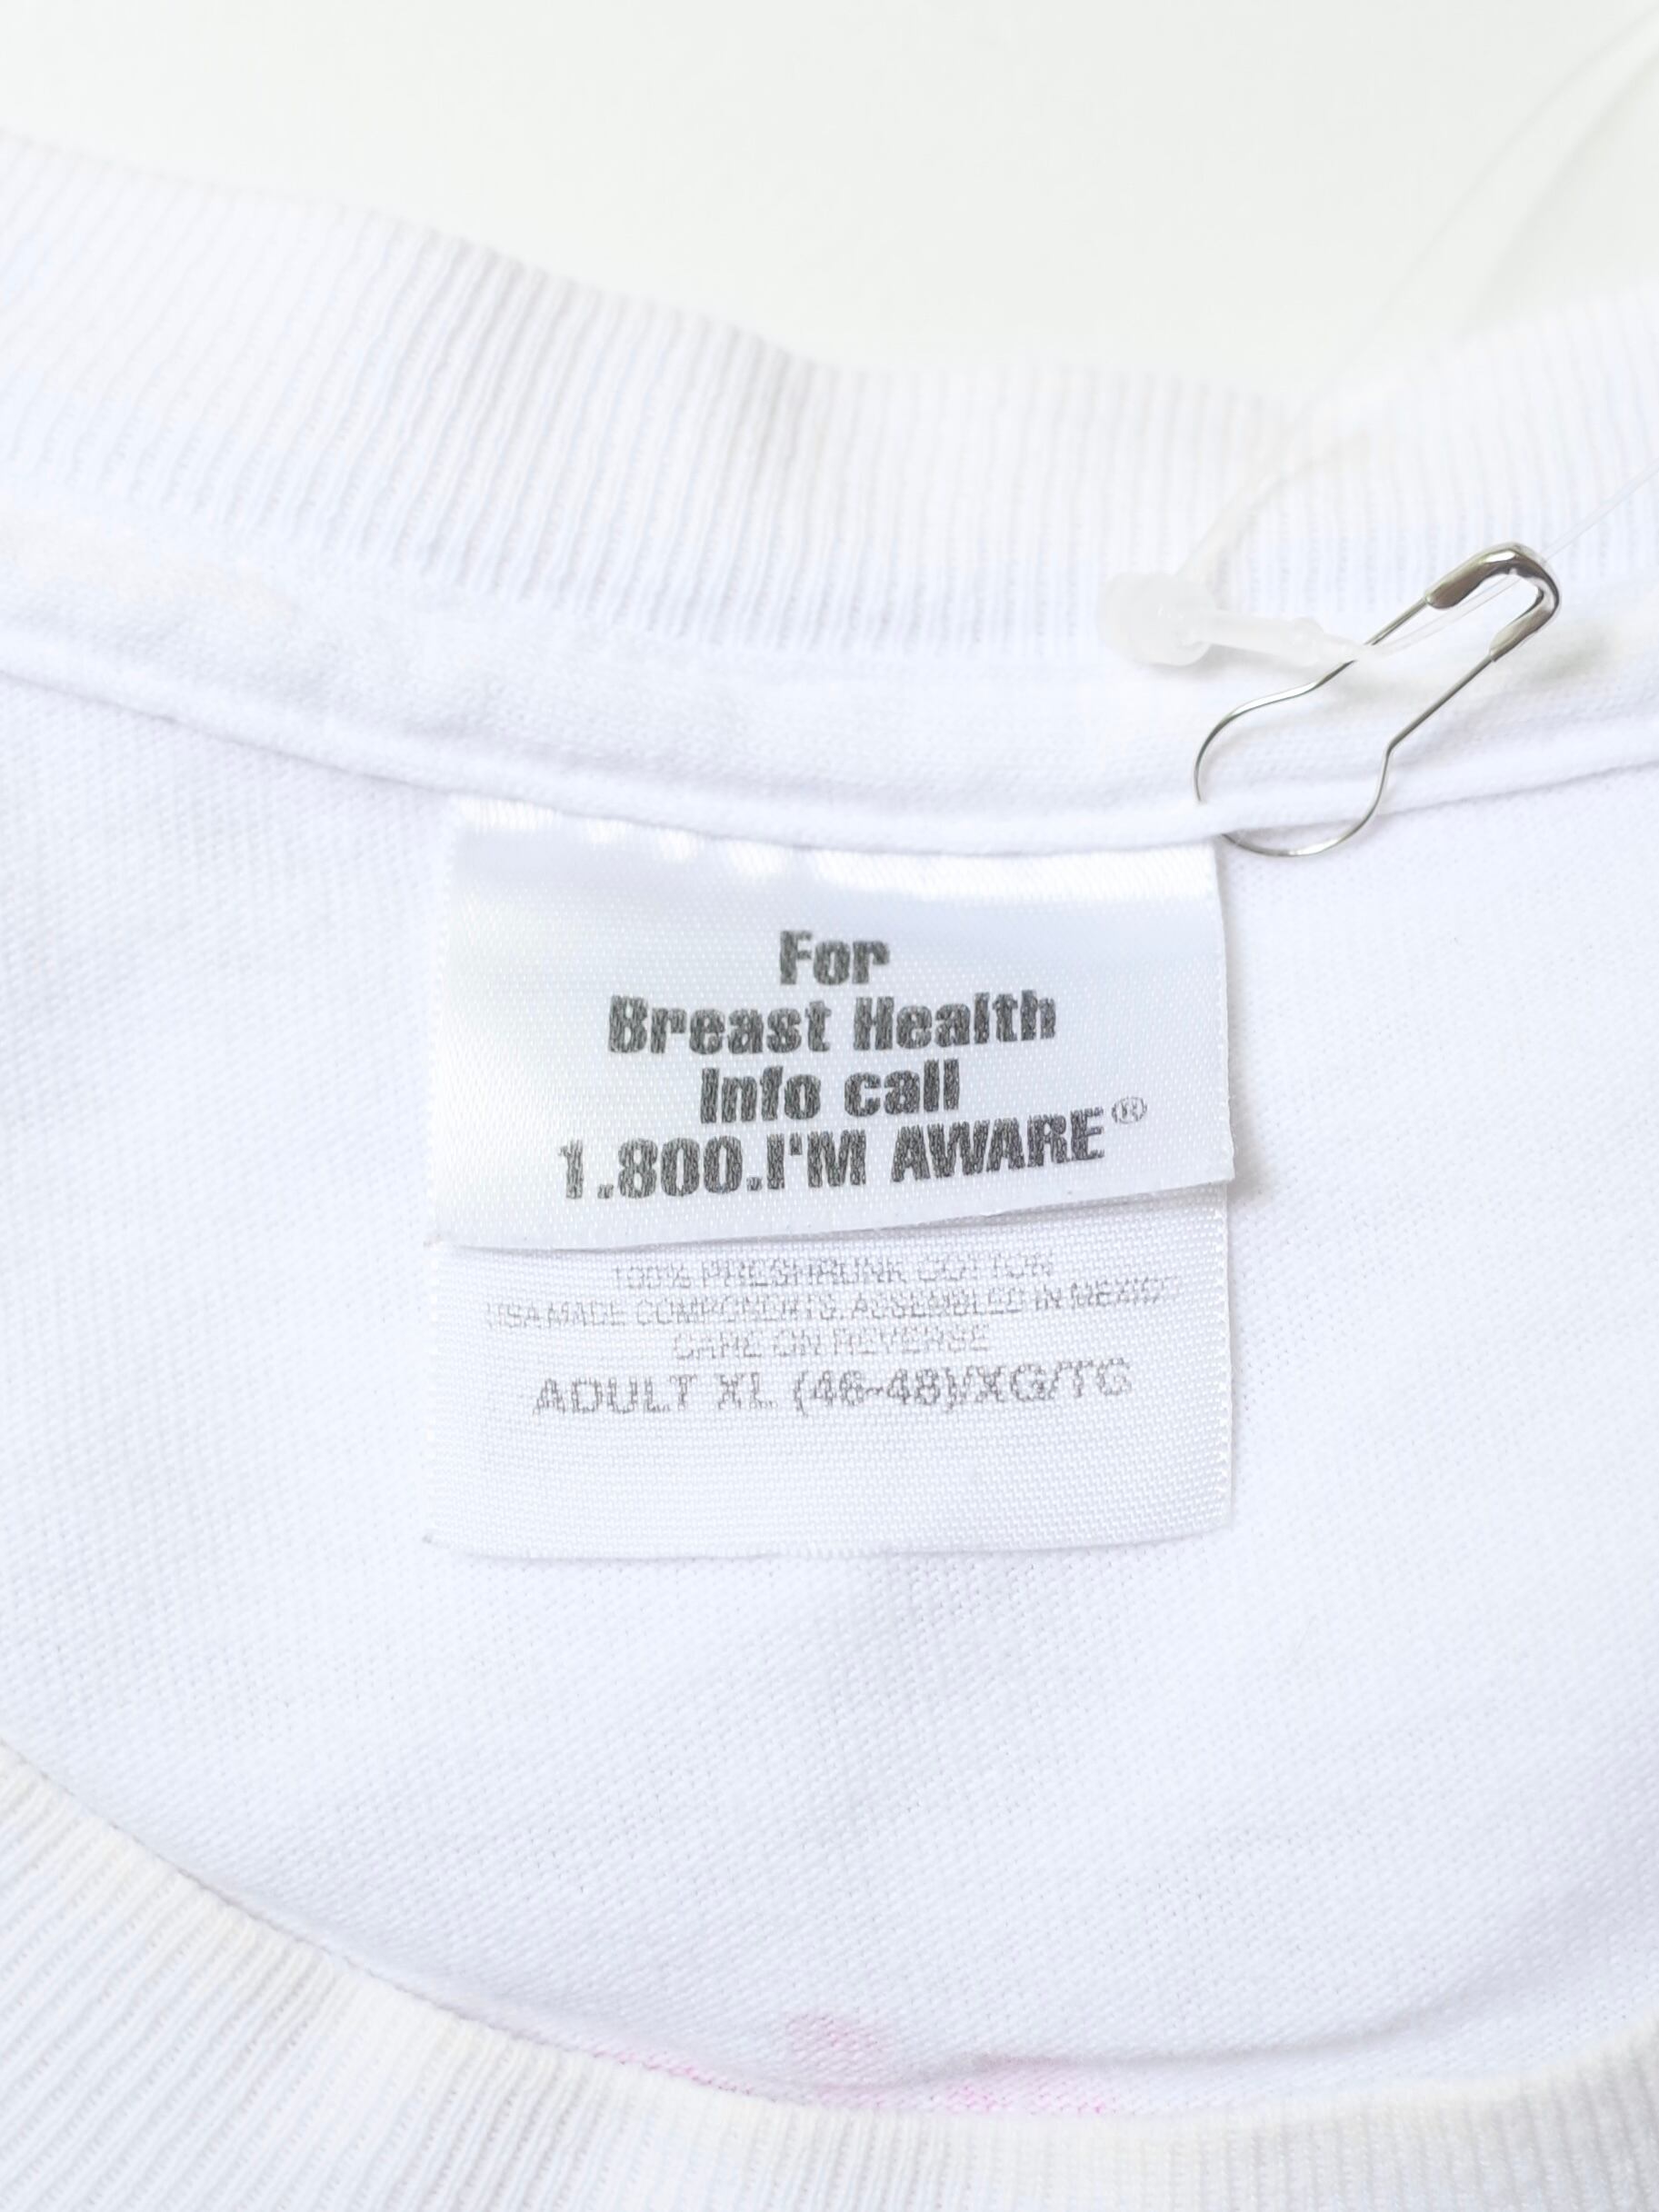 For
Breast Health
Info call
1.800.I'M AWARE®
100% PRESHRUNK COTTON
USA MADE COMPONENTS, ASSEMBLED IN MEXICO
CARE ON REVERSE
ADULT XL (46-48)/XG/TG